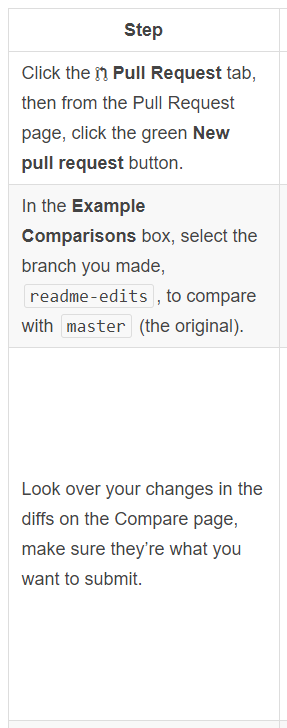 Step
Click the Pull Request tab,
then from the Pull Request
page, click the green New
pull request button.
In the Example
Comparisons box, select the
branch you made,
readme-edits, to compare
with master (the original).
Look over your changes in the
diffs on the Compare page,
make sure they’re what you
want to submit.